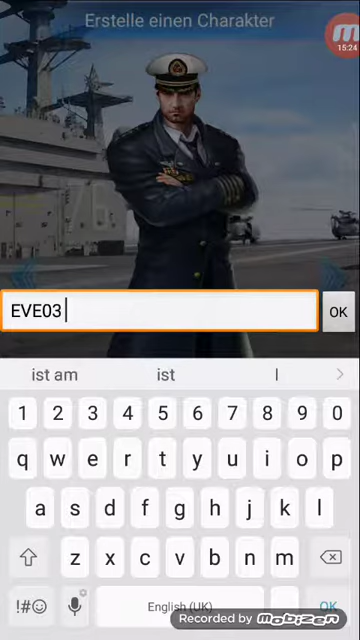 Erstelle einen Charakter
15:24
EVE03
OK
ist am ist I
1 2 3 4 5 6 7 8 9 0
q w e r t y u i o p
a s d f g h j k l
z x c v b n m
!#☺ English (UK) OK
Recorded by Mobizen